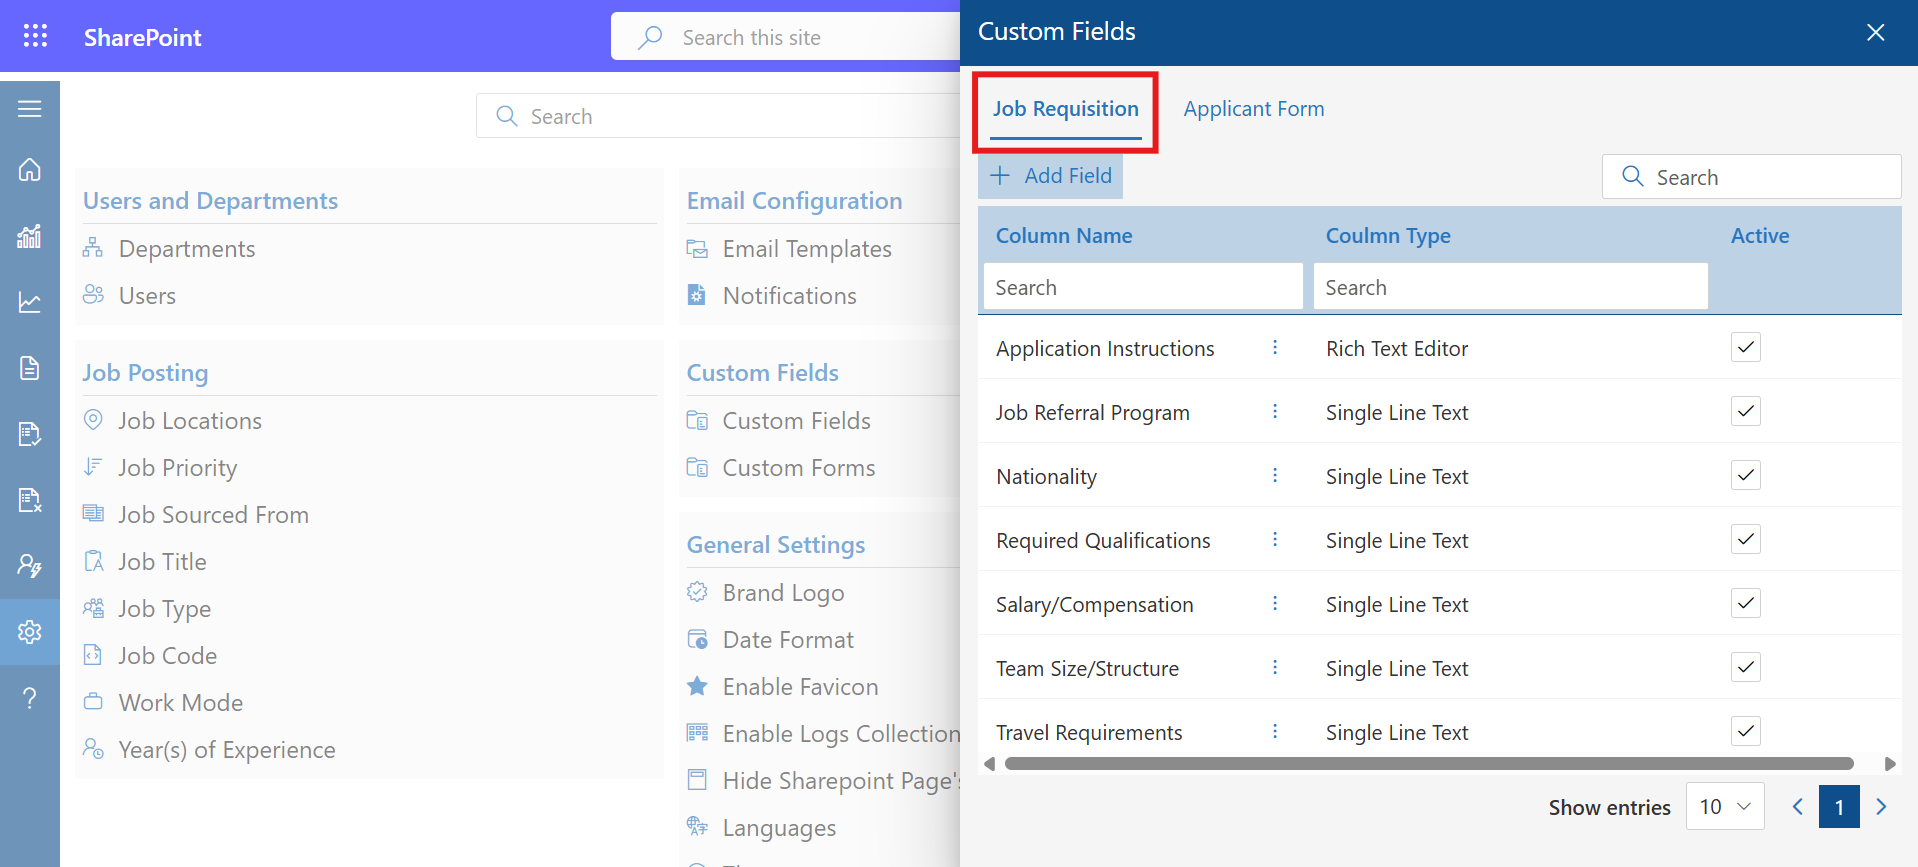 SharePoint
Search this site
Search
Users and Departments
Departments
Users
Job Posting
Job Locations
Job Priority
Job Sourced From
Job Title
Job Type
Job Code
Work Mode
Year(s) of Experience
Email Configuration
Email Templates
Notifications
Custom Fields
Custom Fields
Custom Forms
General Settings
Brand Logo
Date Format
Enable Favicon
Enable Logs Collection
Hide Sharepoint Page's
Languages
Custom Fields
Job Requisition
Applicant Form
Add Field
Search
Column Name Coulmn Type Active
Search Search
Application Instructions Rich Text Editor
Job Referral Program Single Line Text
Nationality Single Line Text
Required Qualifications Single Line Text
Salary/Compensation Single Line Text
Team Size/Structure Single Line Text
Travel Requirements Single Line Text
Show entries 10 1